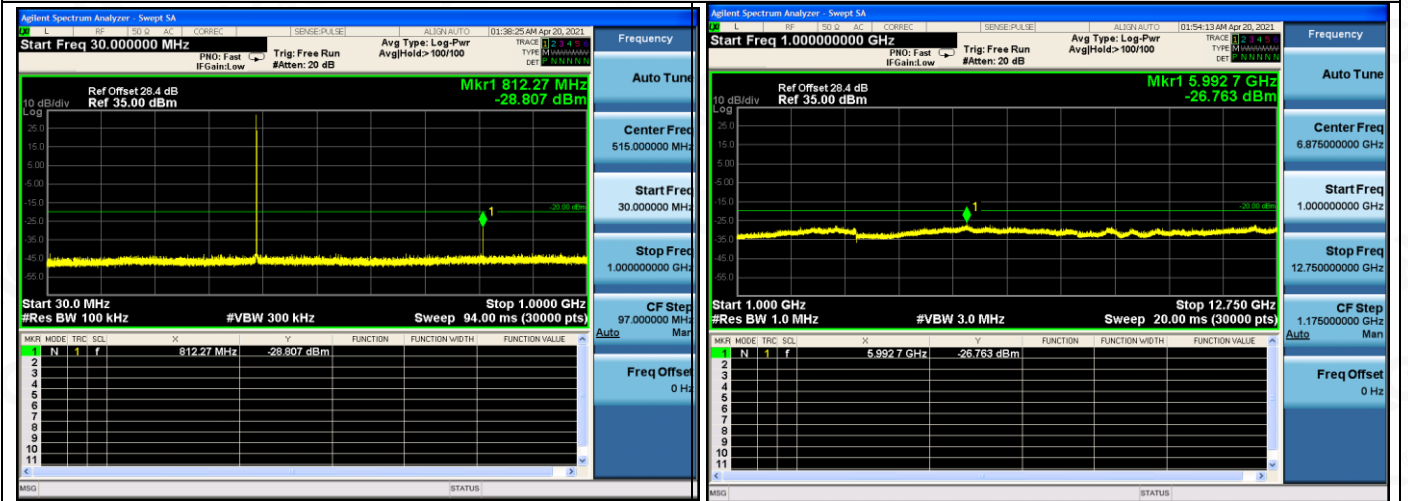 Agilent Spectrum Analyzer - Swept SA
L RF 50 Ω AC CORREC SENSE:PULSE ALIGN AUTO 01:38:25 AM Apr 20, 2021
Start Freq 30.000000 MHz
PNO: Fast
IFGain:Low
Trig: Free Run
#Atten: 20 dB
Avg Type: Log-Pwr
Avg|Hold:>100/100
TRACE 1 2 3 4 5 6
TYPE M
DET P N N N N N
Ref Offset 28.4 dB
10 dB/div Ref 35.00 dBm
Log
Mkr1 812.27 MHz
-28.807 dBm
25.0
15.0
5.00
-5.00
-15.0
-25.0
-35.0
-45.0
-55.0
1
-20.00 dBm
Start 30.0 MHz Stop 1.0000 GHz
#Res BW 100 kHz #VBW 300 kHz Sweep 94.00 ms (30000 pts)
MKR MODE TRC SCL X Y FUNCTION FUNCTION WIDTH FUNCTION VALUE
1 N 1 f 812.27 MHz -28.807 dBm
2
3
4
5
6
7
8
9
10
11
MSG STATUS
Frequency
Auto Tune
Center Freq
515.000000 MHz
Start Freq
30.000000 MHz
Stop Freq
1.000000000 GHz
CF Step
97.000000 MHz
Auto Man
Freq Offset
0 Hz
Agilent Spectrum Analyzer - Swept SA
L RF 50 Ω AC CORREC SENSE:PULSE ALIGN AUTO 01:54:13 AM Apr 20, 2021
Start Freq 1.000000000 GHz
PNO: Fast
IFGain:Low
Trig: Free Run
#Atten: 20 dB
Avg Type: Log-Pwr
Avg|Hold:>100/100
TRACE 1 2 3 4 5 6
TYPE M
DET P N N N N N
Ref Offset 28.4 dB
10 dB/div Ref 35.00 dBm
Log
Mkr1 5.992 7 GHz
-26.763 dBm
25.0
15.0
5.00
-5.00
-15.0
-25.0
-35.0
-45.0
-55.0
1
-20.00 dBm
Start 1.000 GHz Stop 12.750 GHz
#Res BW 1.0 MHz #VBW 3.0 MHz Sweep 20.00 ms (30000 pts)
MKR MODE TRC SCL X Y FUNCTION FUNCTION WIDTH FUNCTION VALUE
1 N 1 f 5.992 7 GHz -26.763 dBm
2
3
4
5
6
7
8
9
10
11
MSG STATUS
Frequency
Auto Tune
Center Freq
6.875000000 GHz
Start Freq
1.000000000 GHz
Stop Freq
12.750000000 GHz
CF Step
1.175000000 GHz
Auto Man
Freq Offset
0 Hz